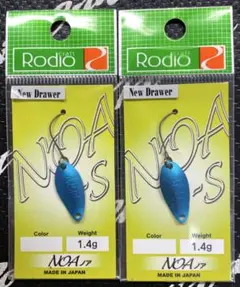 Rodio
New Drawer
NOA
-S
Color
Weight
1.4g
NOA
MADE IN JAPAN
Rodio
New Drawer
NOA
-S
Color
Weight
1.4g
NOA
MADE IN JAPAN